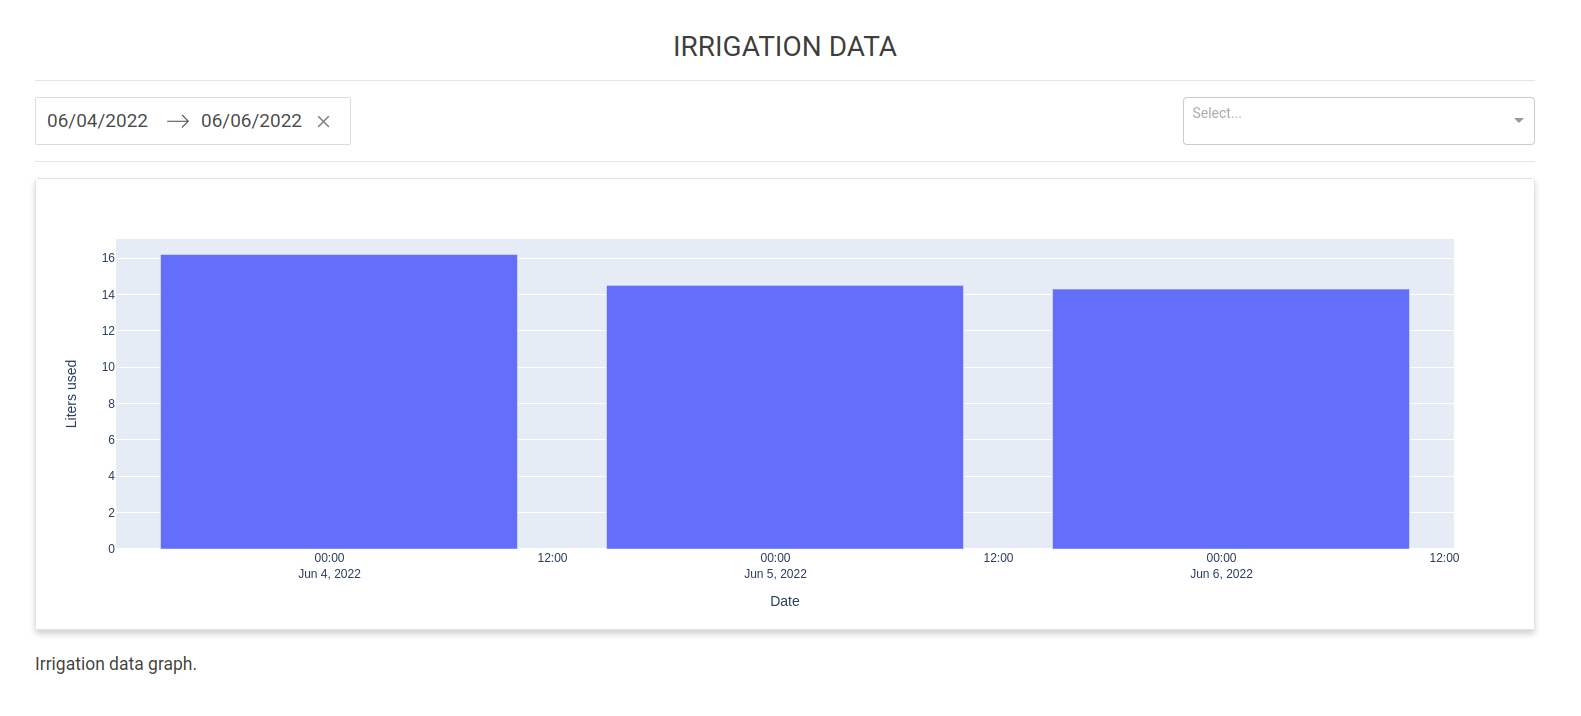 IRRIGATION DATA
06/04/2022 → 06/06/2022 ×
Select...
16
14
12
10
8
6
4
2
0
Liters used
00:00 12:00 00:00 12:00 00:00 12:00
Jun 4, 2022 Jun 5, 2022 Jun 6, 2022
Date
Irrigation data graph.